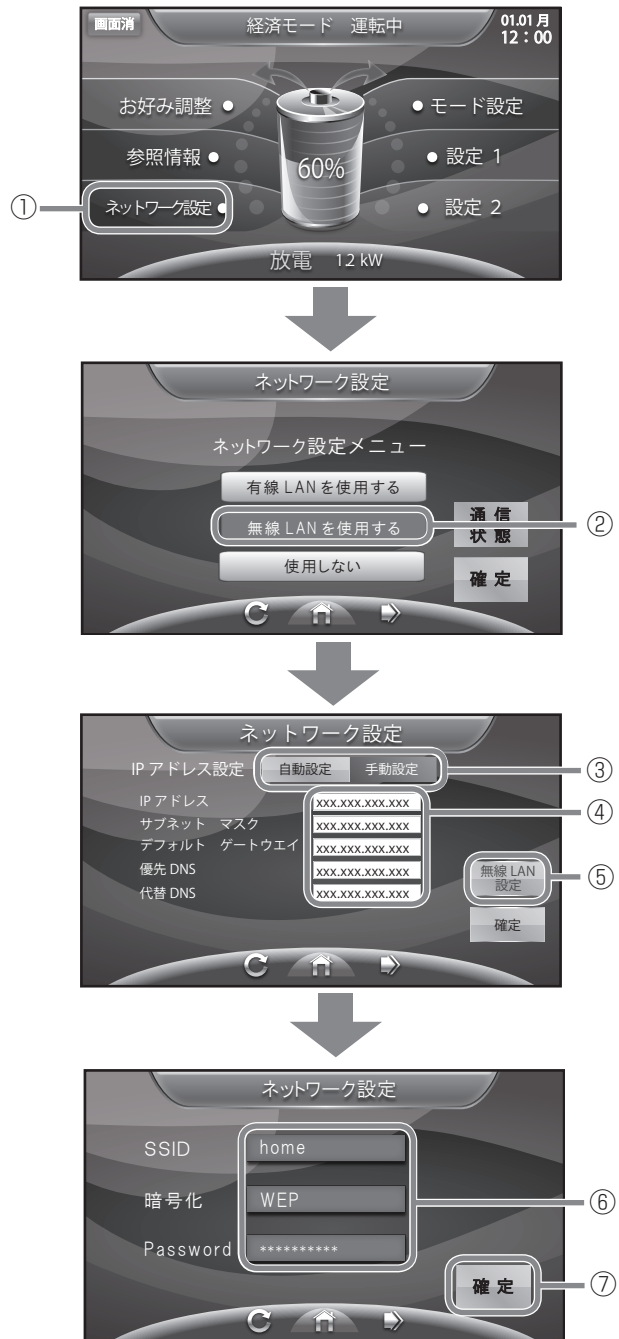 画面消
経済モード 運転中
01.01 月
12：00
お好み調整
モード設定
参照情報
60%
設定 1
①
ネットワーク設定
設定 2
放電 12 kW
ネットワーク設定
ネットワーク設定メニュー
有線 LAN を使用する
無線 LAN を使用する
通 信
状 態
②
使用しない
確 定
ネットワーク設定
IP アドレス設定 自動設定 手動設定
③
IP アドレス xxx.xxx.xxx.xxx
④
サブネット マスク xxx.xxx.xxx.xxx
デフォルト ゲートウエイ xxx.xxx.xxx.xxx
優先 DNS xxx.xxx.xxx.xxx
代替 DNS xxx.xxx.xxx.xxx
無線 LAN
設定
⑤
確定
ネットワーク設定
SSID home
暗号化 WEP
⑥
Password **********
確 定
⑦